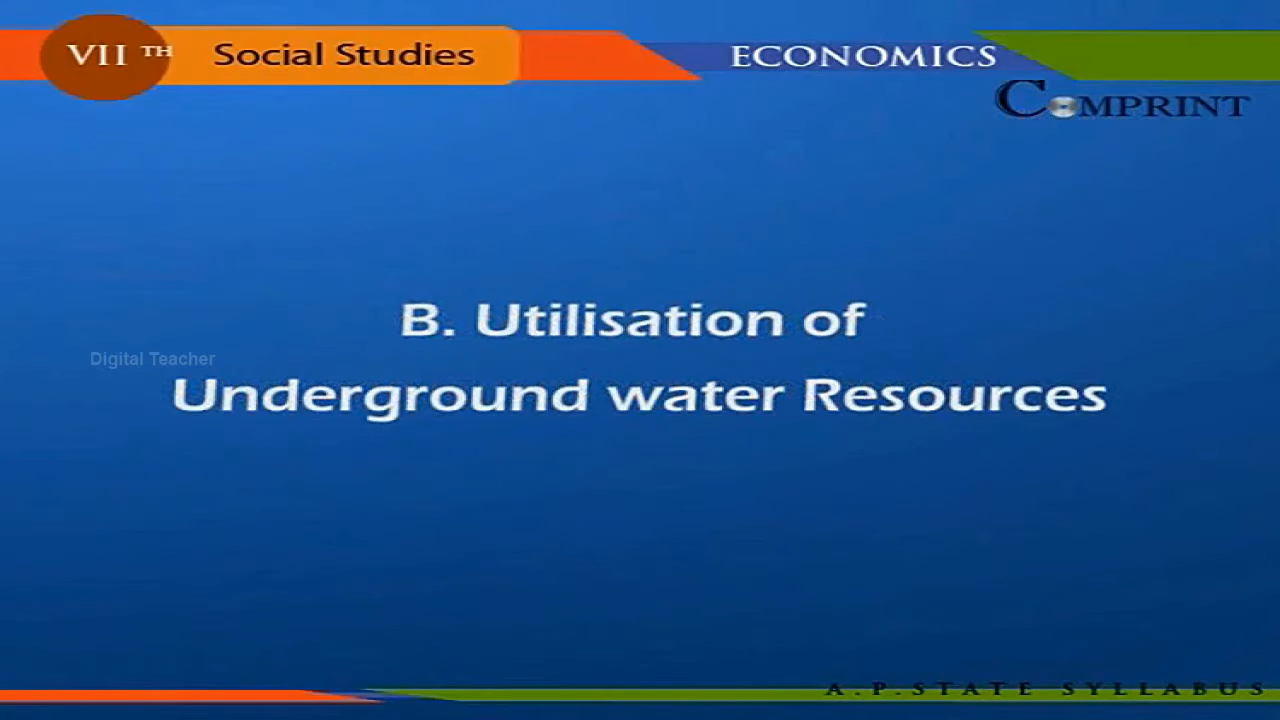 VII TH Social Studies ECONOMICS
COMPRINT
B. Utilisation of
Digital Teacher
Underground water Resources
A.P.STATE SYLLABUS